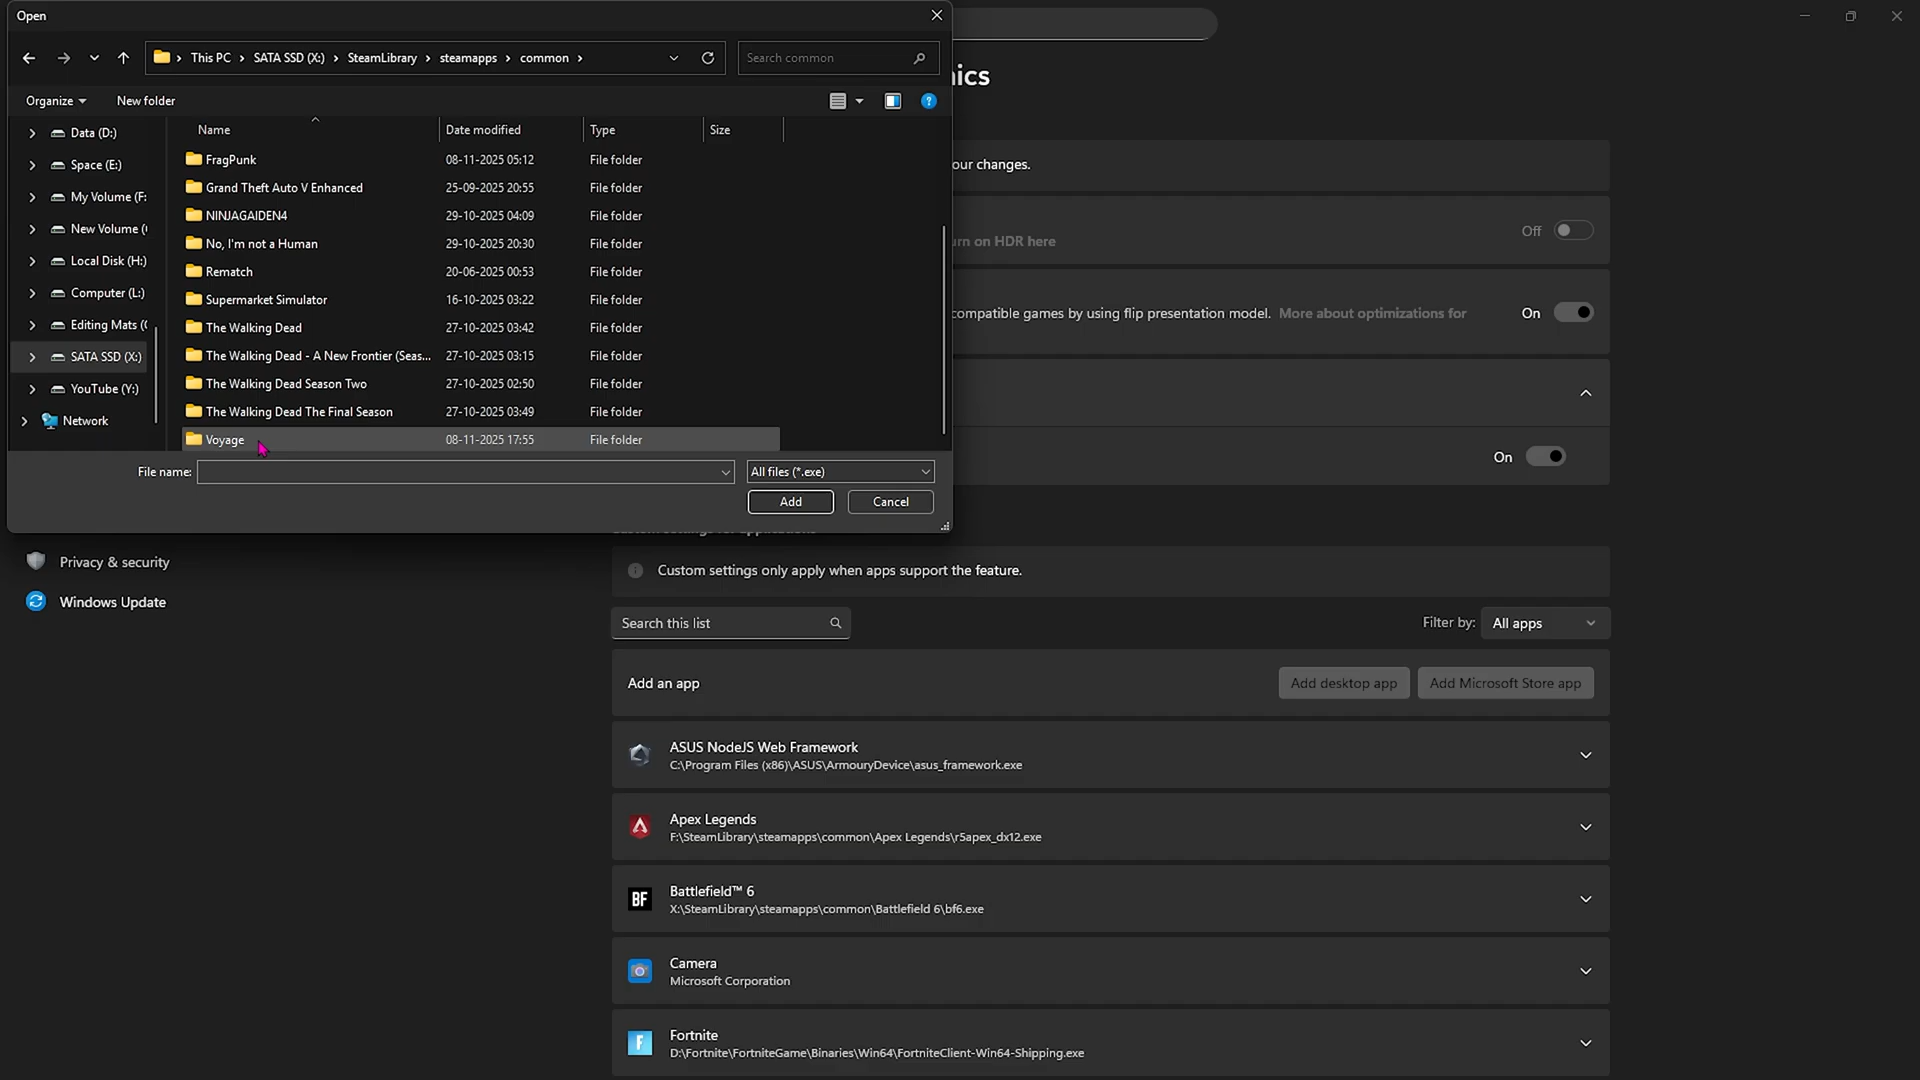 Open
This PC > SATA SSD (X:) > SteamLibrary > steamapps > common >
Search common
Organize
New folder
Data (D:)
Space (E:)
My Volume (F:
New Volume (
Local Disk (H:)
Computer (L:)
Editing Mats (
SATA SSD (X:)
YouTube (Y:)
Network
Name Date modified Type Size
FragPunk 08-11-2025 05:12 File folder
Grand Theft Auto V Enhanced 25-09-2025 20:55 File folder
NINJAGAIDEN4 29-10-2025 04:09 File folder
No, I'm not a Human 29-10-2025 20:30 File folder
Rematch 20-06-2025 00:53 File folder
Supermarket Simulator 16-10-2025 03:22 File folder
The Walking Dead 27-10-2025 03:42 File folder
The Walking Dead - A New Frontier (Seas... 27-10-2025 03:15 File folder
The Walking Dead Season Two 27-10-2025 02:50 File folder
The Walking Dead The Final Season 27-10-2025 03:49 File folder
Voyage 08-11-2025 17:55 File folder
File name:
All files (*.exe)
Add
Cancel
ics
our changes.
urn on HDR here
Off
compatible games by using flip presentation model. More about optimizations for
On
On
Privacy & security
Windows Update
Custom settings only apply when apps support the feature.
Search this list
Filter by: All apps
Add an app
Add desktop app
Add Microsoft Store app
ASUS NodeJS Web Framework
C:\Program Files (x86)\ASUS\ArmouryDevice\asus_framework.exe
Apex Legends
F:\SteamLibrary\steamapps\common\Apex Legends\r5apex_dx12.exe
BF
Battlefield™ 6
X:\SteamLibrary\steamapps\common\Battlefield 6\bf6.exe
Camera
Microsoft Corporation
F
Fortnite
D:\Fortnite\FortniteGame\Binaries\Win64\FortniteClient-Win64-Shipping.exe